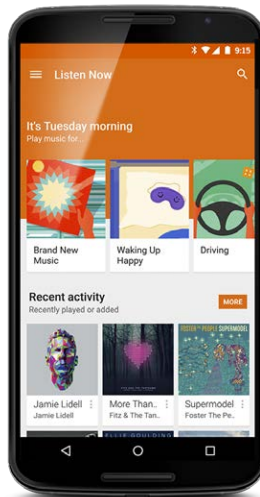 9:15
Listen Now
It's Tuesday morning
Play music for...
Brand New
Music
Waking Up
Happy
Driving
Recent activity
Recently played or added
MORE
FOSTER THE PEOPLE SUPERMODEL
Jamie Lidell
Jamie Lidell
More Than..
Fitz & The Tan..
Supermodel
Foster The Pe..
ELLIE GOULDING